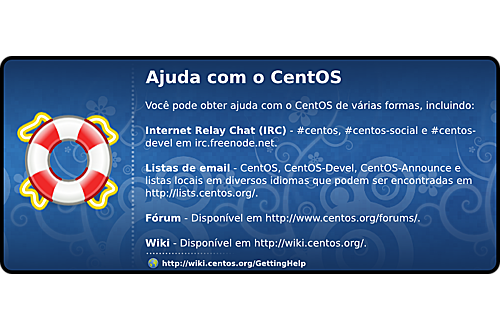 Ajuda com o CentOS
Você pode obter ajuda com o CentOS de várias formas, incluindo:
Internet Relay Chat (IRC) - #centos, #centos-social e #centos-
devel em irc.freenode.net.
Listas de email - CentOS, CentOS-Devel, CentOS-Announce e
listas locais em diversos idiomas que podem ser encontradas em
http://lists.centos.org/.
Fórum - Disponível em http://www.centos.org/forums/.
Wiki - Disponível em http://wiki.centos.org/.
http://wiki.centos.org/GettingHelp